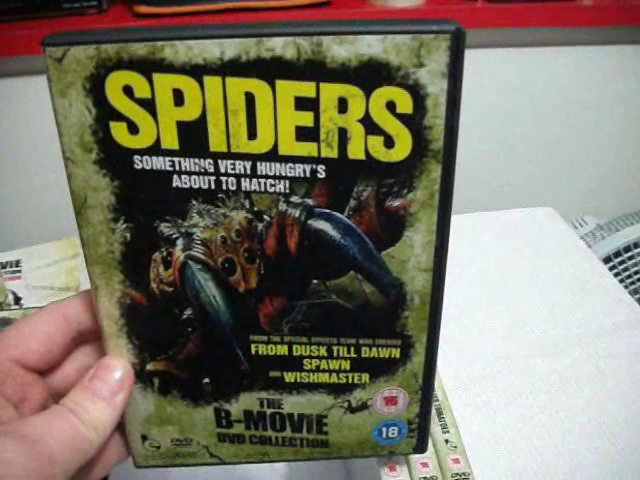 SPIDERS
SOMETHING VERY HUNGRY'S
ABOUT TO HATCH!
FROM THE SPECIAL EFFECTS TEAM WHO CREATED
FROM DUSK TILL DAWN
SPAWN
AND WISHMASTER
THE
B-MOVIE
DVD COLLECTION
15
18
DVD